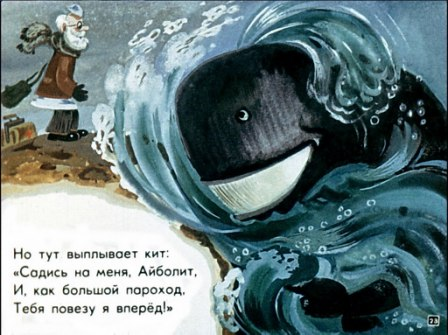 Но тут выплывает кит:
«Садись на меня, Айболит,
И, как большой пароход,
Тебя повезу я вперёд!»
23